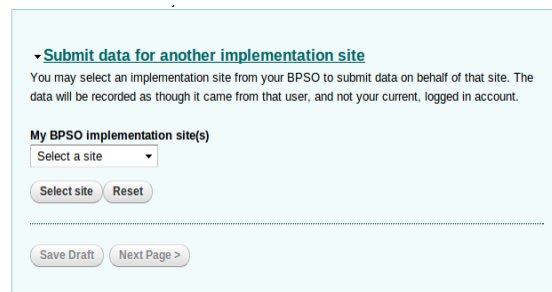 Submit data for another implementation site
You may select an implementation site from your BPSO to submit data on behalf of that site. The
data will be recorded as though it came from that user, and not your current, logged in account.
My BPSO implementation site(s)
Select a site
Select site Reset
Save Draft Next Page >